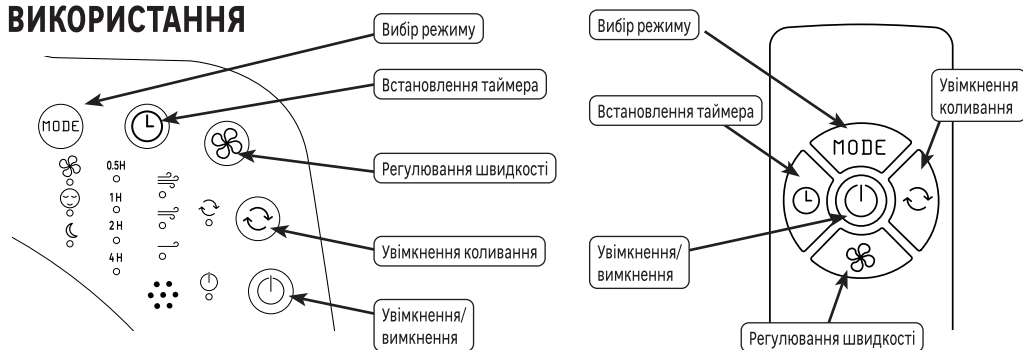 ВИКОРИСТАННЯ
Вибір режиму
Встановлення таймера
MODE
Регулювання швидкості
0.5H
1H
2H
4H
Увімкнення коливання
Увімкнення/
вимкнення
Вибір режиму
Увімкнення
коливання
Встановлення таймера
MODE
Увімкнення/
вимкнення
Регулювання швидкості